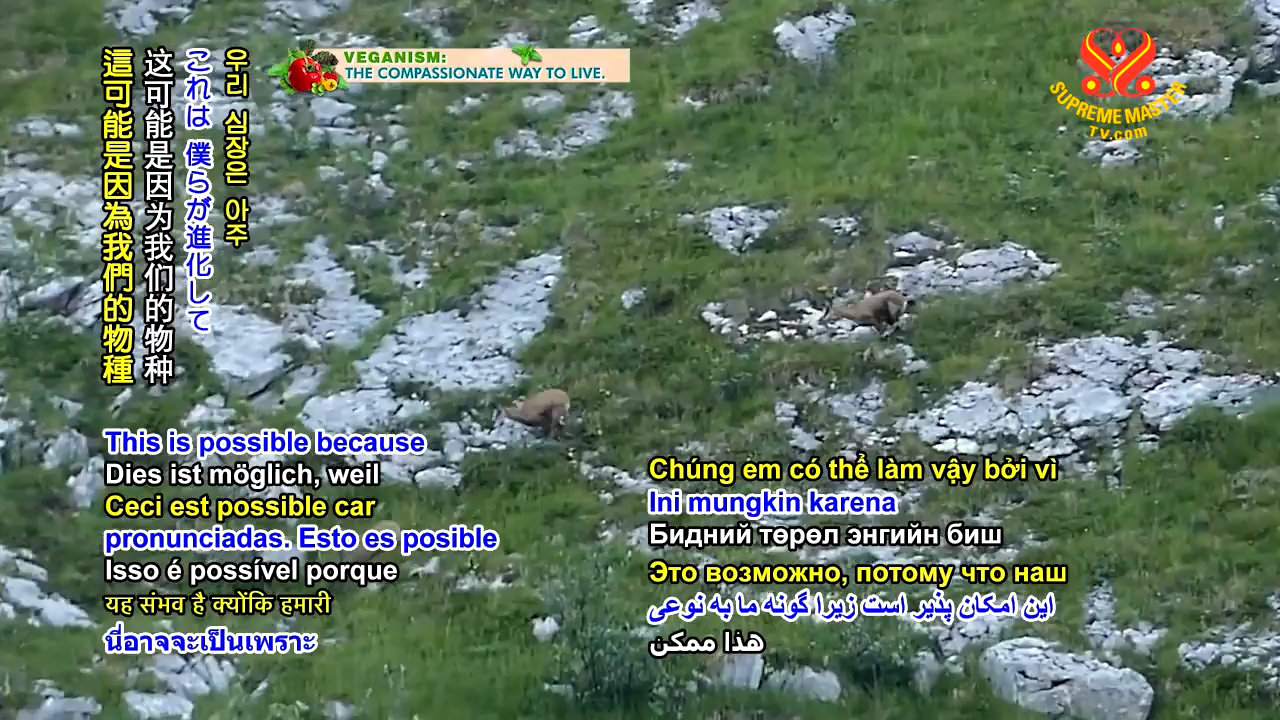 VEGANISM:
THE COMPASSIONATE WAY TO LIVE.
SUPREME MASTER
TV.com
這可能是因為我們的物種
这可能是因为我们的物种
これは 僕らが進化して
우리 심장은 아주
This is possible because
Dies ist möglich, weil
Ceci est possible car
pronunciadas. Esto es posible
Isso é possível porque
यह संभव है क्योंकि हमारी
นี่อาจจะเป็นเพราะ
Chúng em có thể làm vậy bởi vì
Ini mungkin karena
Бидний төрөл энгийн биш
Это возможно, потому что наш
این امکان پذیر است زیرا گونه ما به نوعی
هذا ممكن